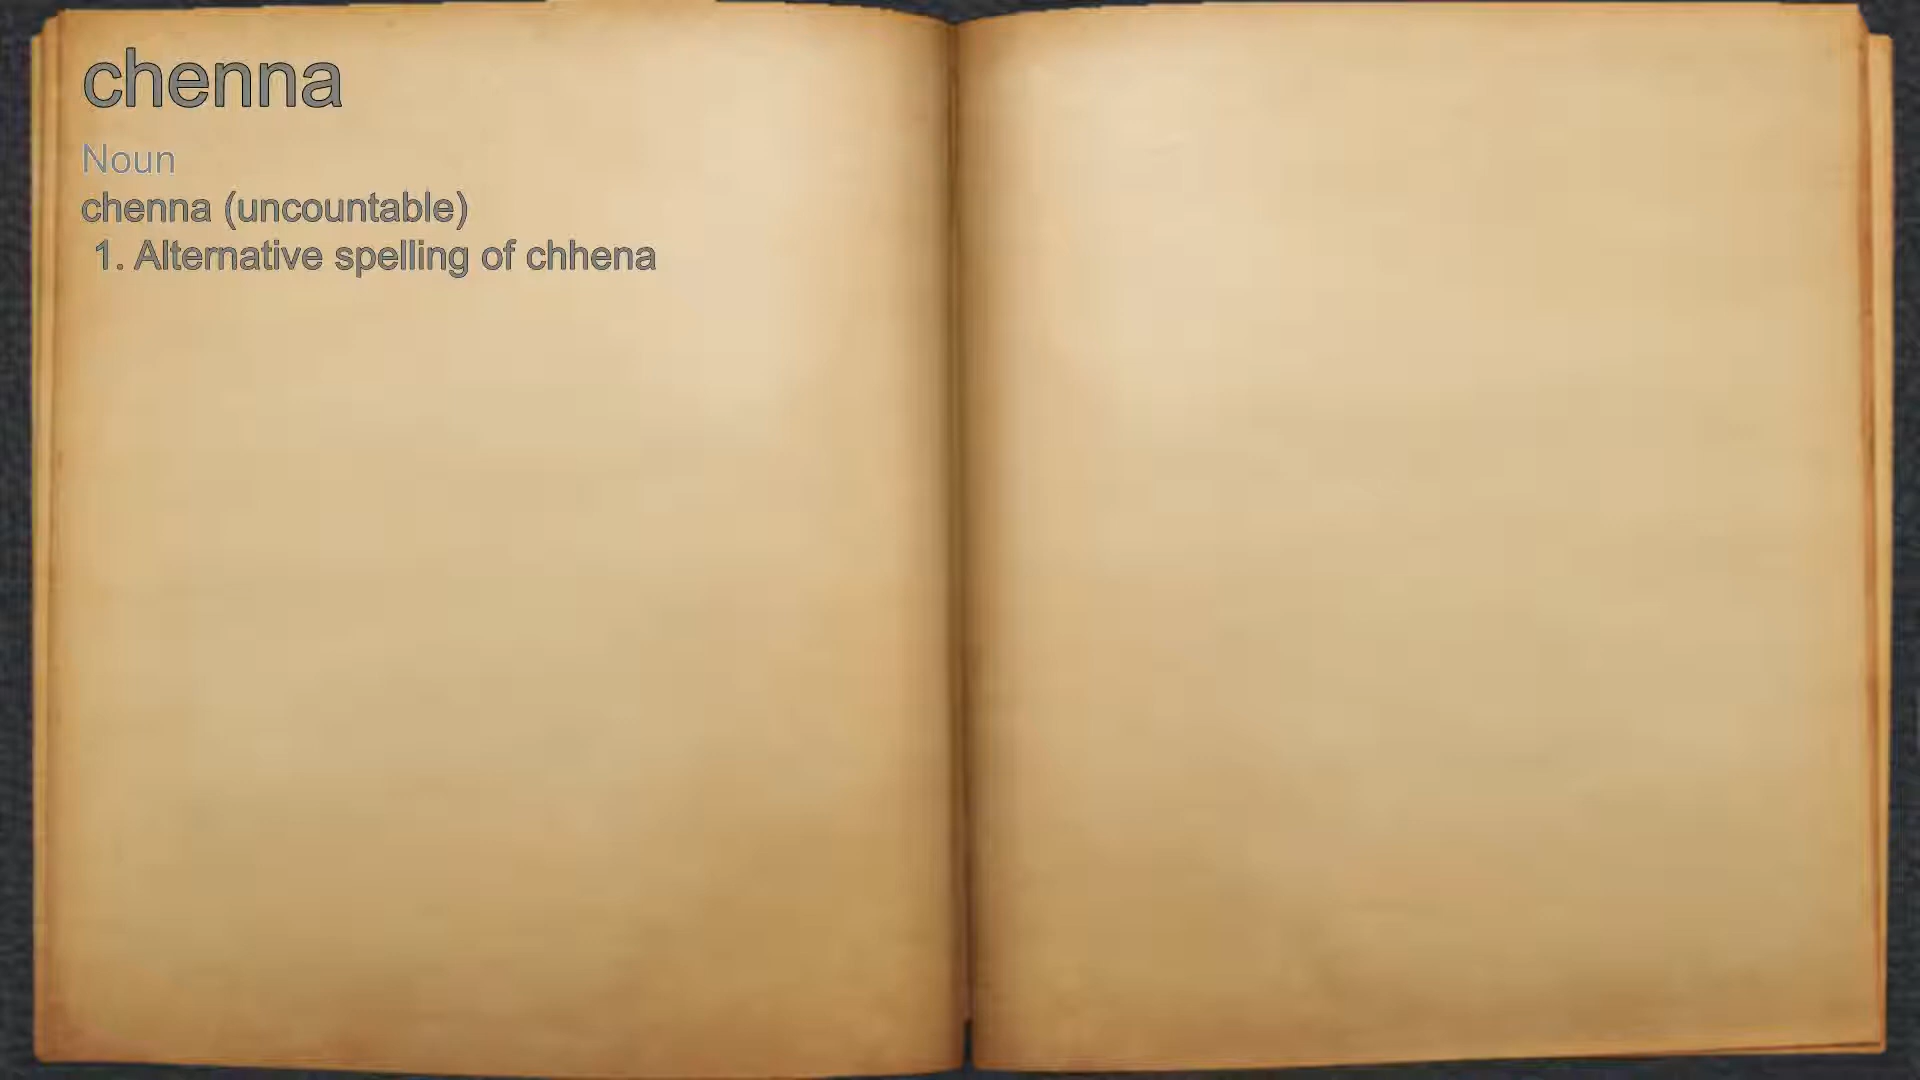 chenna
Noun
chenna (uncountable)
1. Alternative spelling of chhena